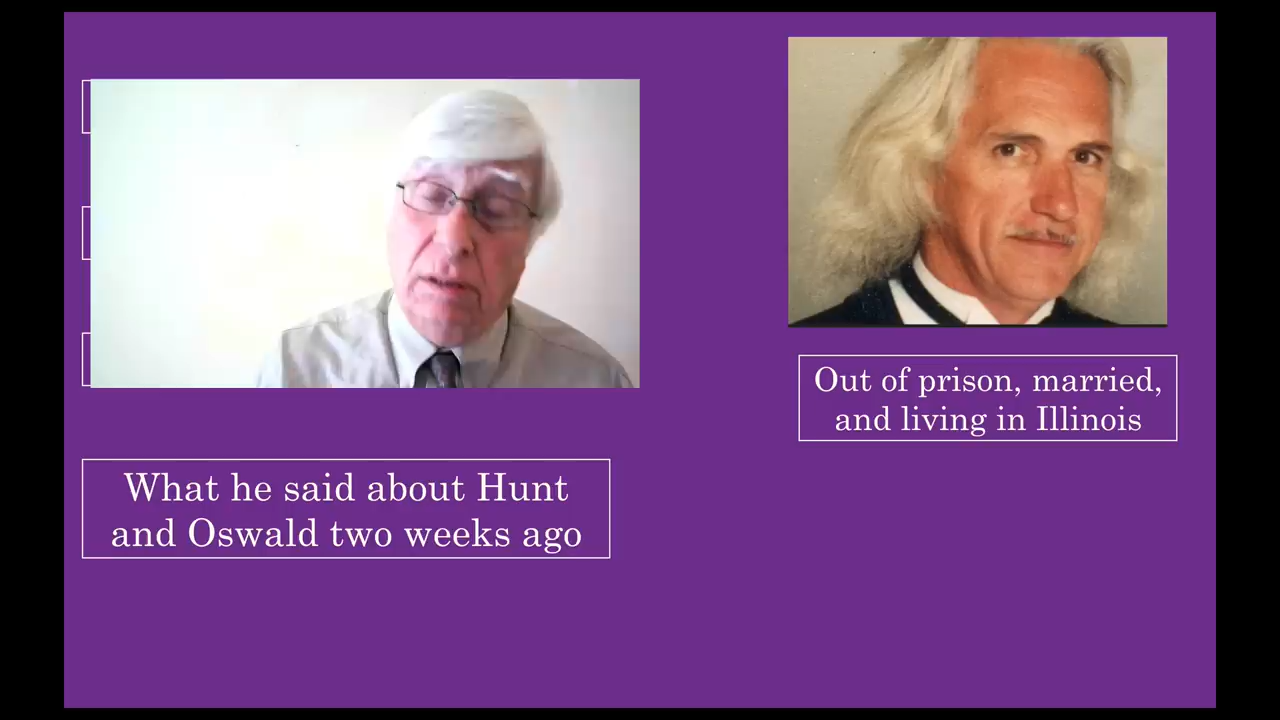 Out of prison, married,
and living in Illinois
What he said about Hunt
and Oswald two weeks ago